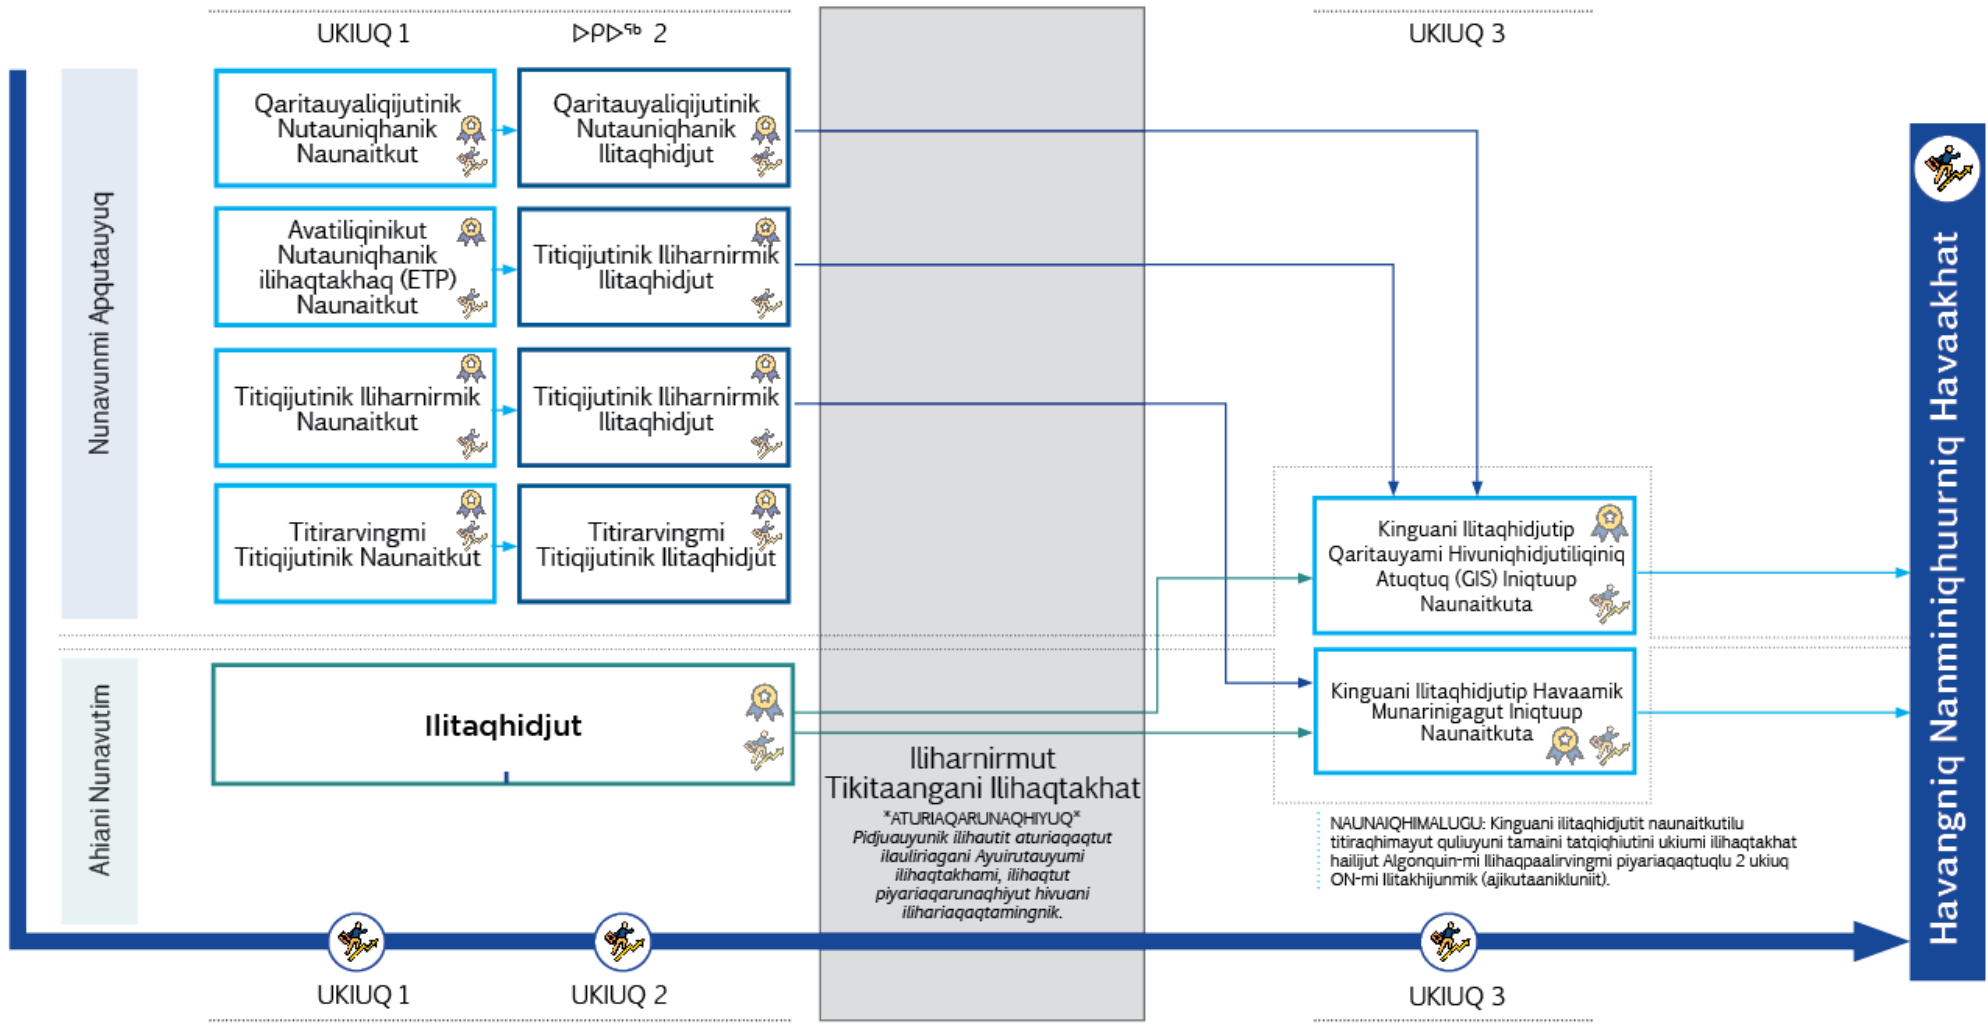 UKIUQ 1
ᐅᑭᐅᖅ 2
UKIUQ 3
Nunavunmi Apqutauyuq
Qaritauyaliqijutinik
Nutauniqhanik
Naunaitkut
Qaritauyaliqijutinik
Nutauniqhanik
Ilitaqhidjut
Avatiliqinikut
Nutauniqhanik
ilihaqtakhaq (ETP)
Naunaitkut
Titiqijutinik Iliharnirmik
Ilitaqhidjut
Titiqijutinik Iliharnirmik
Naunaitkut
Titiqijutinik Iliharnirmik
Ilitaqhidjut
Titirarvingmi
Titiqijutinik Naunaitkut
Titirarvingmi
Titiqijutinik Ilitaqhidjut
Kinguani Ilitaqhidjutip
Qaritauyami Hivuniqhidjutiliqiniq
Atuqtuq (GIS) Iniqtuup
Naunaitkuta
Ahiani Nunavutim
Ilitaqhidjut
Iliharnirmut
Tikitaangani Ilihaqtakhat
*ATURIAQARUNAQHIYUQ*
Pidjuauyunik ilihautit aturiaqaqtut
ilauliriagani Ayuirutauyumi
ilihaqtakhami, ilihaqtut
piyariaqarunaqhiyut hivuani
ilihariaqaqtamingnik.
Kinguani Ilitaqhidjutip Havaamik
Munarinigagut Iniqtuup
Naunaitkuta
NAUNAIQHIMALUGU: Kinguani ilitaqhidjutit naunaitkutilu
titiraqhimayut quliuyuni tamaini tatqiqhiutini ukiumi ilihaqtakhat
hailijut Algonquin-mi Ilihaqpaalirvingmi piyariaqaqtuqlu 2 ukiuq
ON-mi Ilitakhijunmik (ajikutaanikluniit).
Havangniq Nanminiqhuurniq Havaakhat
UKIUQ 1
UKIUQ 2
UKIUQ 3